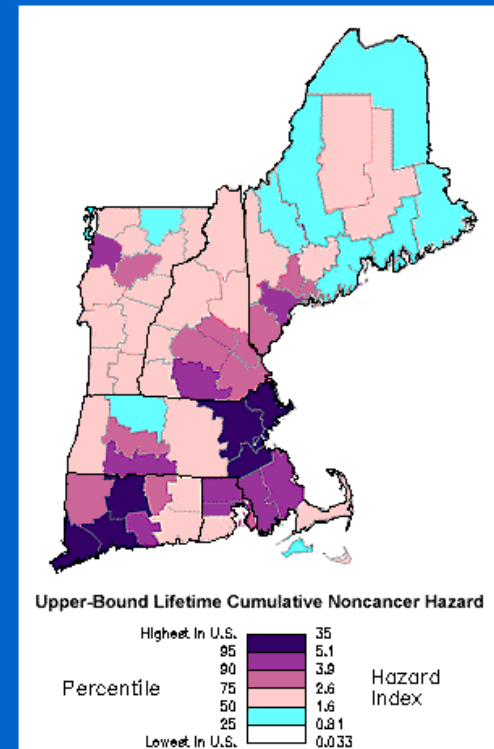 Upper-Bound Lifetime Cumulative Noncancer Hazard
Highest In U.S. 35
95 5.1
90 3.9
75 2.6
50 1.6
25 0.81
Lowest In U.S. 0.033
Percentile
Hazard
Index